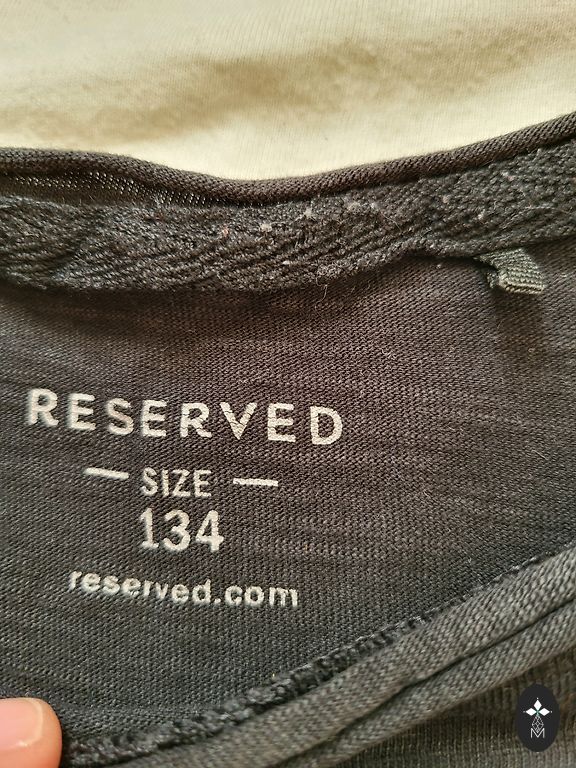 RESERVED
— SIZE —
134
reserved.com
M